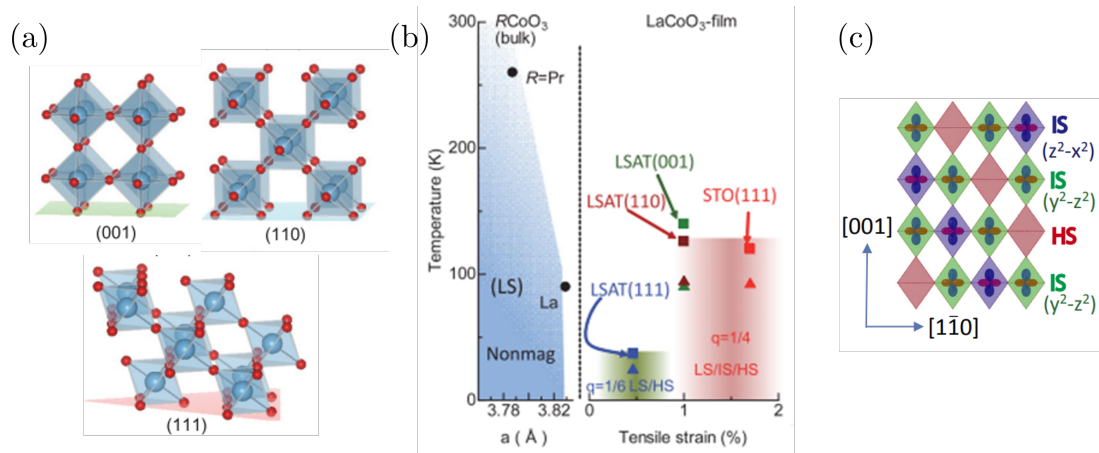 (a)
(001)
(110)
(111)
(b)
RCoO₃
(bulk)
LaCoO₃-film
300
200
100
0
Temperature (K)
R=Pr
La
(LS)
Nonmag
3.78 3.82
a ( Å )
LSAT(001)
LSAT(110)
STO(111)
LSAT(111)
q=1/4
LS/IS/HS
q=1/6 LS/HS
0 1 2
Tensile strain (%)
(c)
IS
(z²-x²)
IS
(y²-z²)
HS
IS
(y²-z²)
[001]
[11̅0]